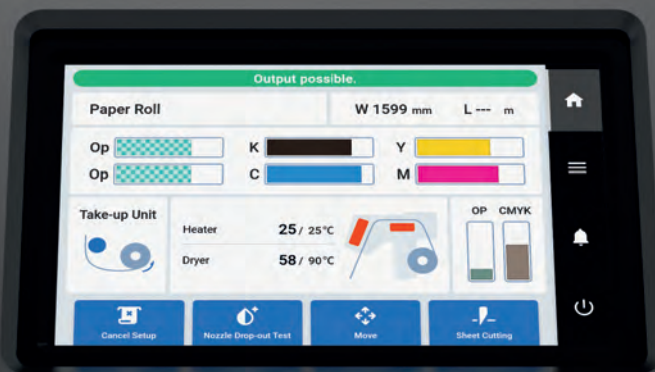 Output possible.
Paper Roll W 1599 mm L --- m
Op K Y
Op C M
Take-up Unit
Heater 25 / 25°C
Dryer 58 / 90°C
OP CMYK
Cancel Setup Nozzle Drop-out Test Move Sheet Cutting